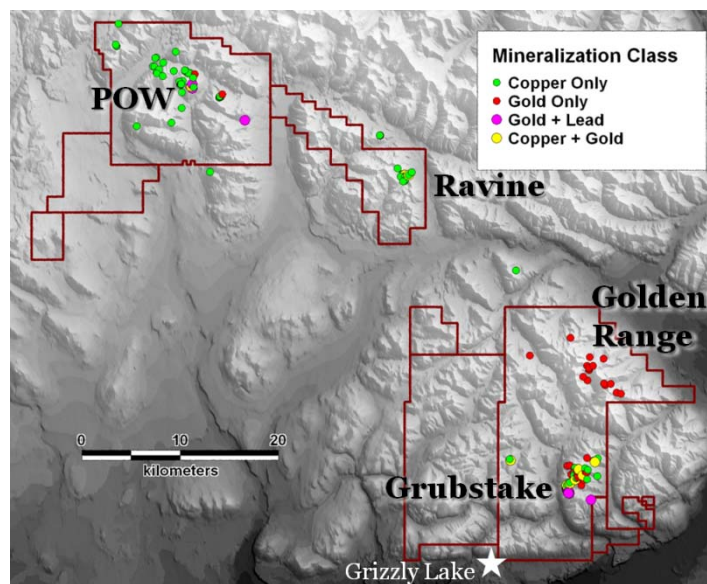 Mineralization Class
Copper Only
Gold Only
Gold + Lead
Copper + Gold
POW
Ravine
Golden
Range
0 10 20
kilometers
Grubstake
Grizzly Lake